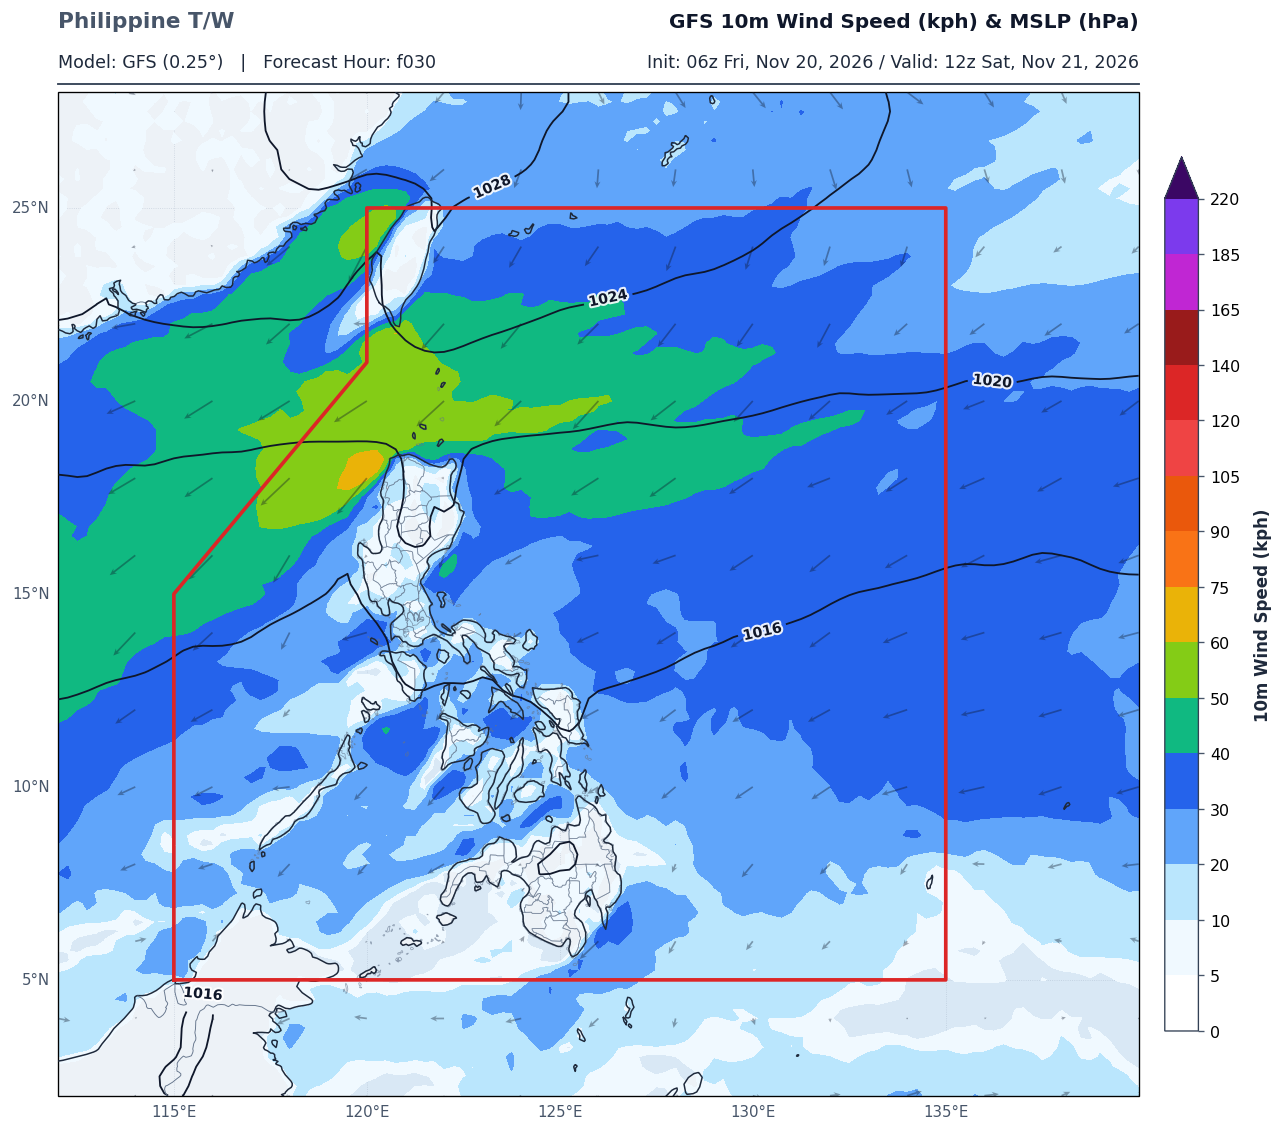 Philippine T/W
GFS 10m Wind Speed (kph) & MSLP (hPa)
Model: GFS (0.25°) | Forecast Hour: f030
Init: 06z Fri, Nov 20, 2026 / Valid: 12z Sat, Nov 21, 2026
25°N
20°N
15°N
10°N
5°N
115°E
120°E
125°E
130°E
135°E
1028
1024
1020
1016
1016
220
185
165
140
120
105
90
75
60
50
40
30
20
10
5
0
10m Wind Speed (kph)